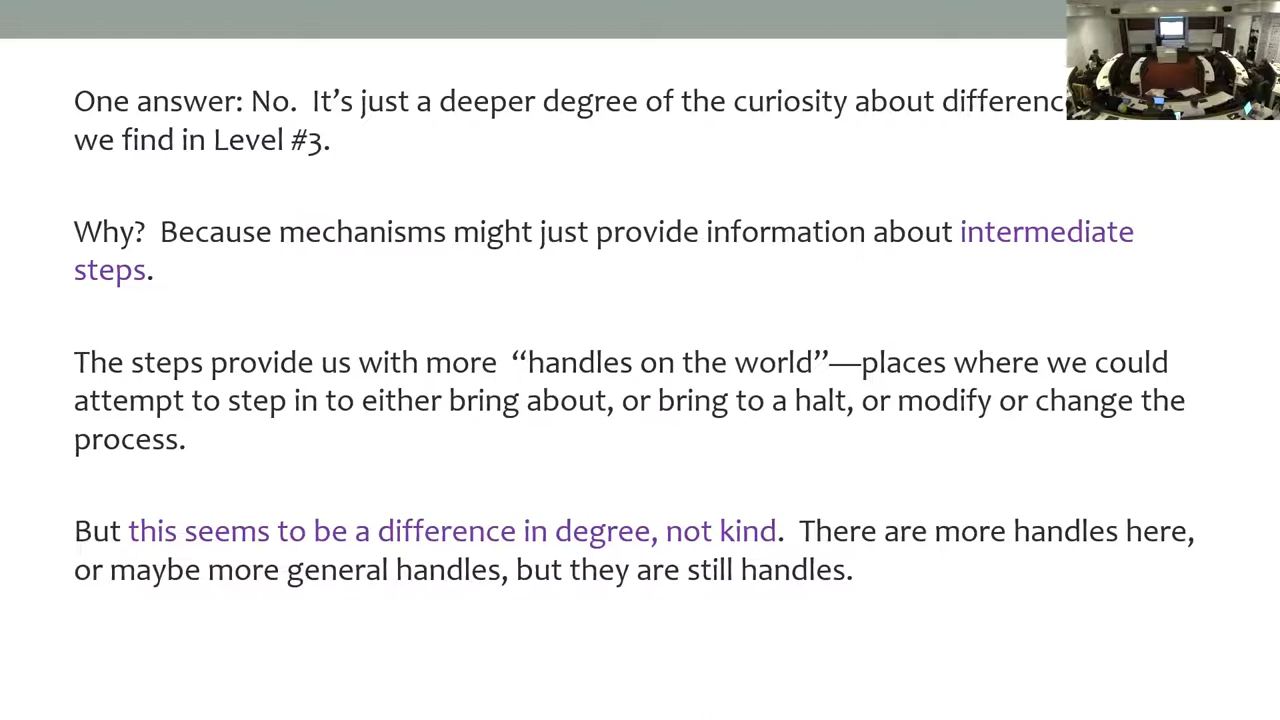 One answer: No.  It's just a deeper degree of the curiosity about
we find in Level #3.
Why?  Because mechanisms might just provide information about intermediate
steps.
The steps provide us with more  “handles on the world”—places where we could
attempt to step in to either bring about, or bring to a halt, or modify or change the
process.
But this seems to be a difference in degree, not kind.  There are more handles here,
or maybe more general handles, but they are still handles.